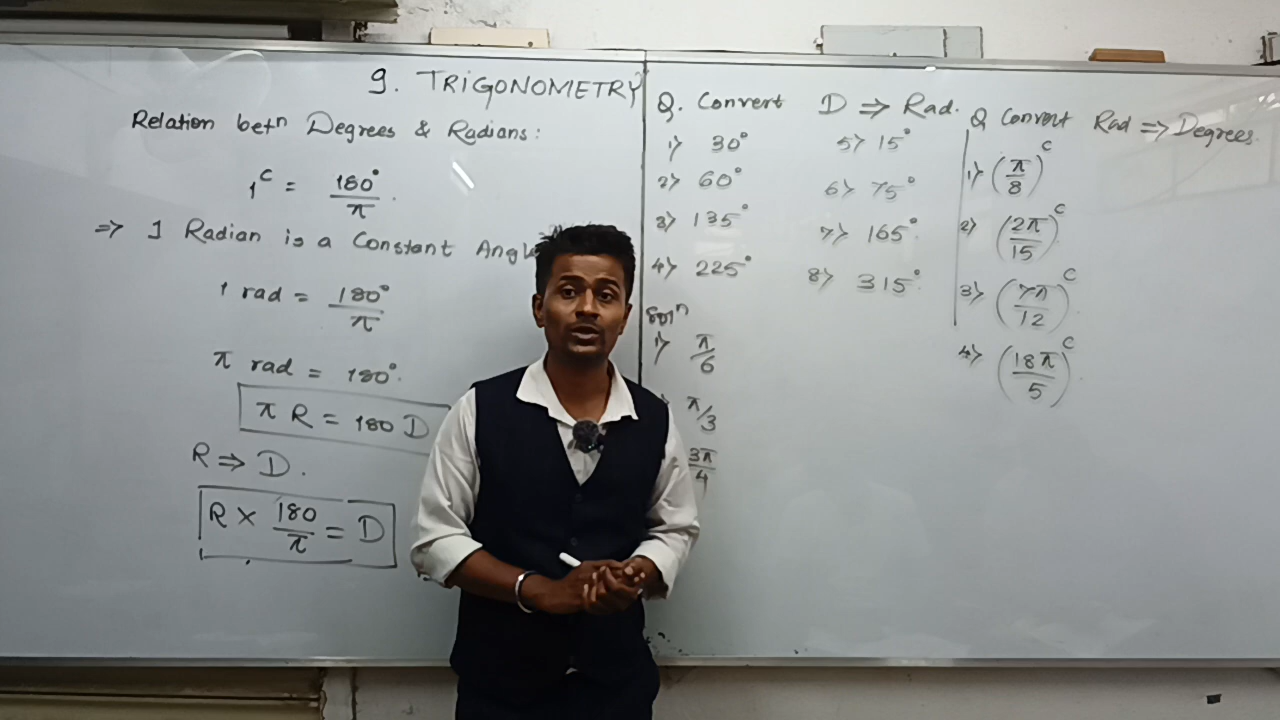 9. TRIGONOMETRY
Relation betⁿ Degrees & Radians:
1ᶜ = 180°/π.
⇒ 1 Radian is a Constant Angle
1 rad = 180°/π
π rad = 180°.
π R = 180 D
R ⇒ D.
R × 180/π = D
Q. Convert D ⇒ Rad.
1> 30°
2> 60°
3> 135°
4> 225°
5> 15°
6> 75°
7> 165°.
8> 315°.
Solⁿ
1> π/6
π/3
3π/4
Q Convert Rad ⇒ Degrees.
1> (π/8)ᶜ
2> (2π/15)ᶜ
3> (7π/12)ᶜ
4> (18π/5)ᶜ